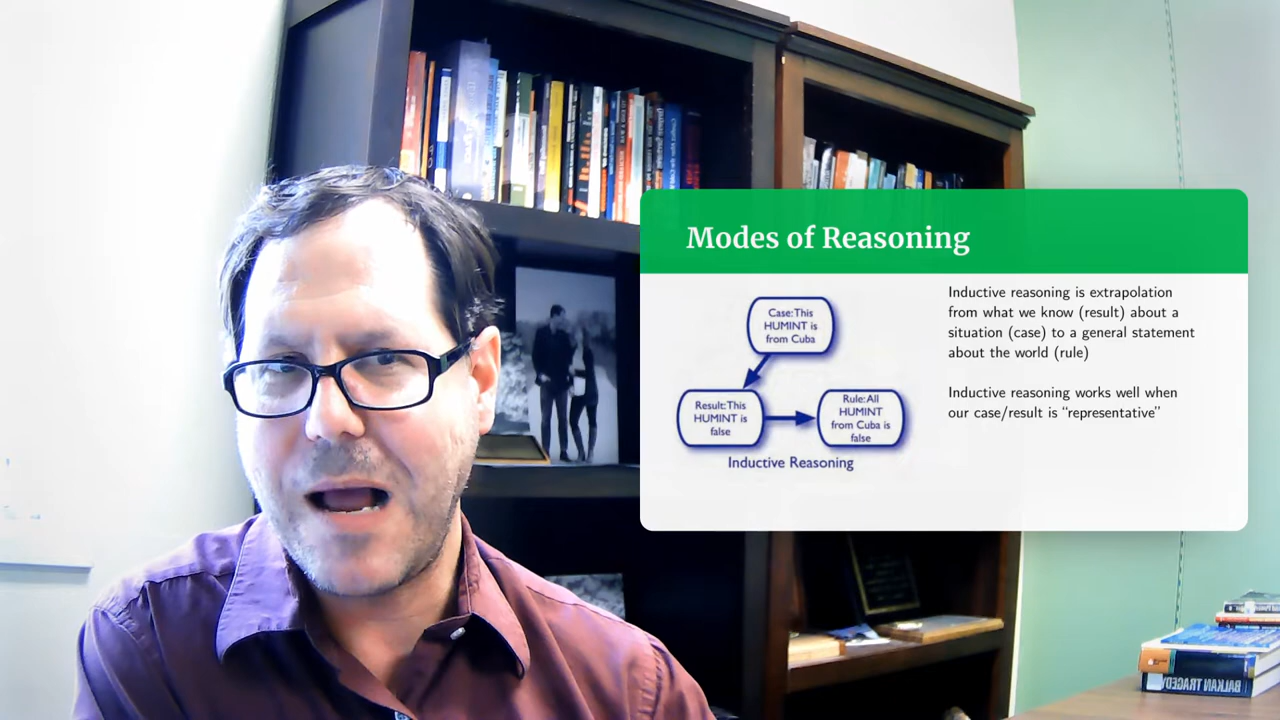 Modes of Reasoning
Case: This
HUMINT is
from Cuba
Result: This
HUMINT is
false
Rule: All
HUMINT
from Cuba is
false
Inductive Reasoning
Inductive reasoning is extrapolation
from what we know (result) about a
situation (case) to a general statement
about the world (rule)
Inductive reasoning works well when
our case/result is “representative”
BALKAN TRAGEDY